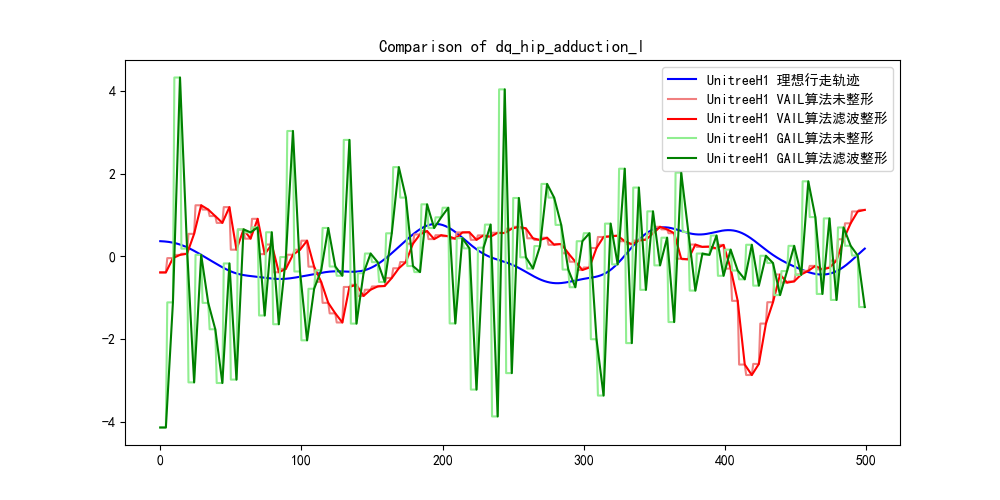 Comparison of dq_hip_adduction_l
UnitreeH1 理想行走轨迹
UnitreeH1 VAIL算法未整形
UnitreeH1 VAIL算法滤波整形
UnitreeH1 GAIL算法未整形
UnitreeH1 GAIL算法滤波整形
4
2
0
-2
-4
0 100 200 300 400 500